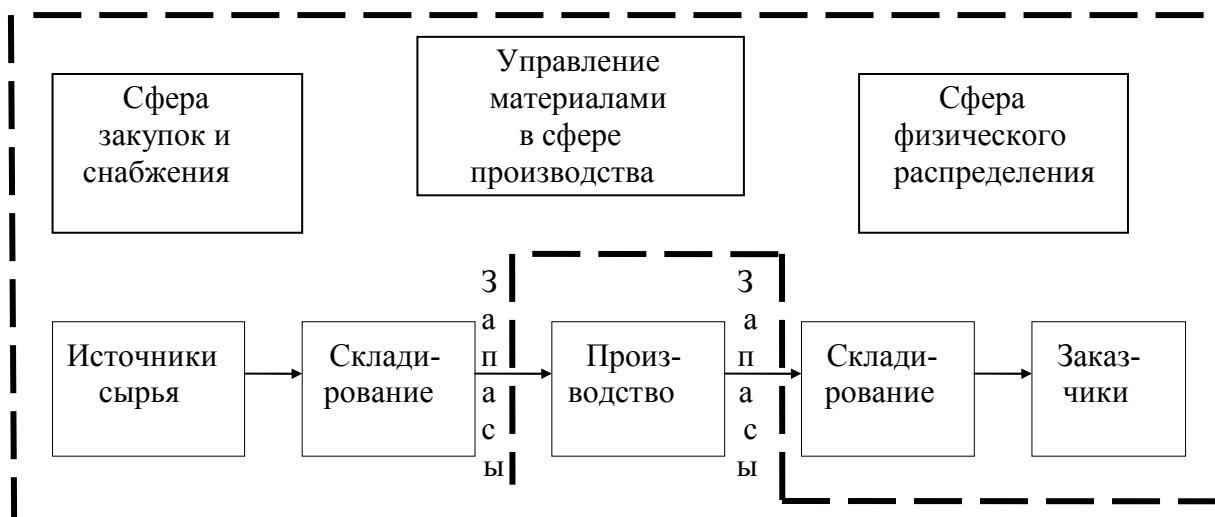 Сфера
закупок и
снабжения
Управление
материалами
в сфере
производства
Сфера
физического
распределения
Источники
сырья
Склади-
рование
З
а
п
а
с
ы
Произ-
водство
З
а
п
а
с
ы
Склади-
рование
Заказ-
чики